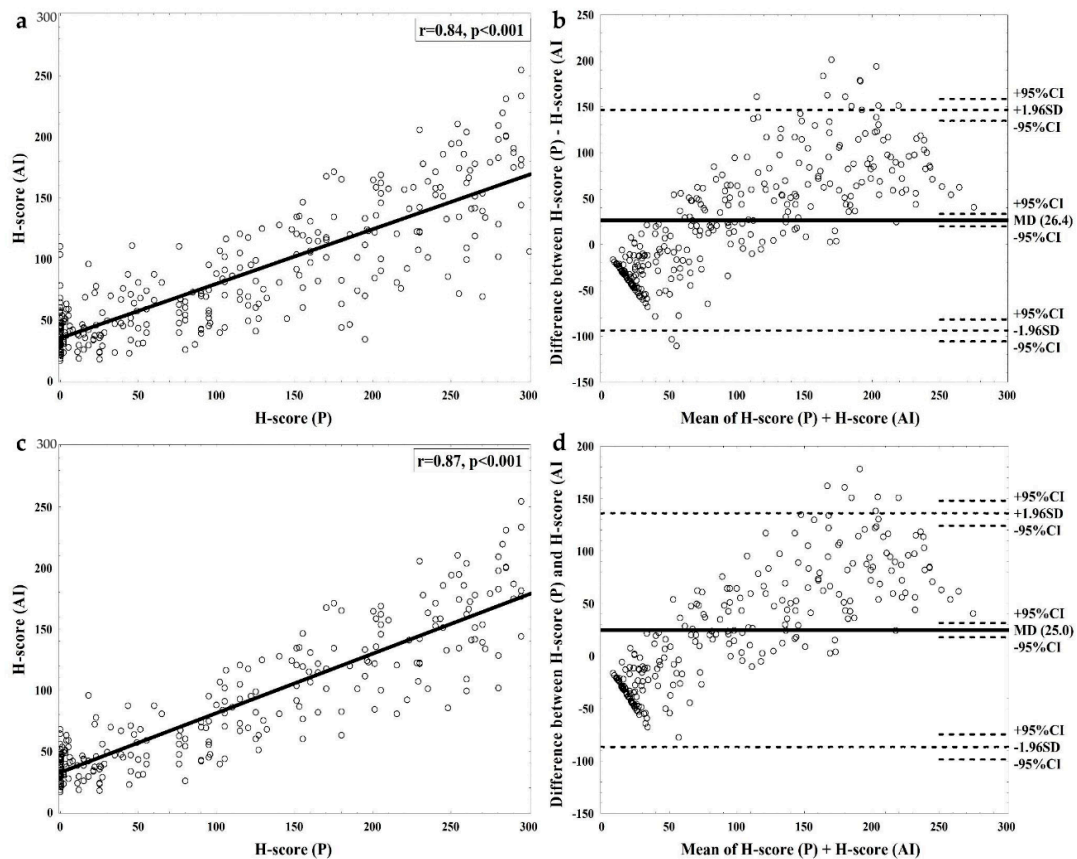 a
300
250
200
150
100
50
0
H-score (AI)
r=0.84, p<0.001
0 50 100 150 200 250 300
H-score (P)
b
250
200
150
100
50
0
-50
-100
-150
Difference between H-score (P) - H-score (AI
+95%CI
+1.96SD
-95%CI
+95%CI
MD (26.4)
-95%CI
+95%CI
-1.96SD
-95%CI
0 50 100 150 200 250 300
Mean of H-score (P) + H-score (AI)
c
300
250
200
150
100
50
0
H-score (AI)
r=0.87, p<0.001
0 50 100 150 200 250 300
H-score (P)
d
200
150
100
50
0
-50
-100
-150
Difference between H-score (P) and H-score (AI
+95%CI
+1.96SD
-95%CI
+95%CI
MD (25.0)
-95%CI
+95%CI
-1.96SD
-95%CI
0 50 100 150 200 250 300
Mean of H-score (P) + H-score (AI)